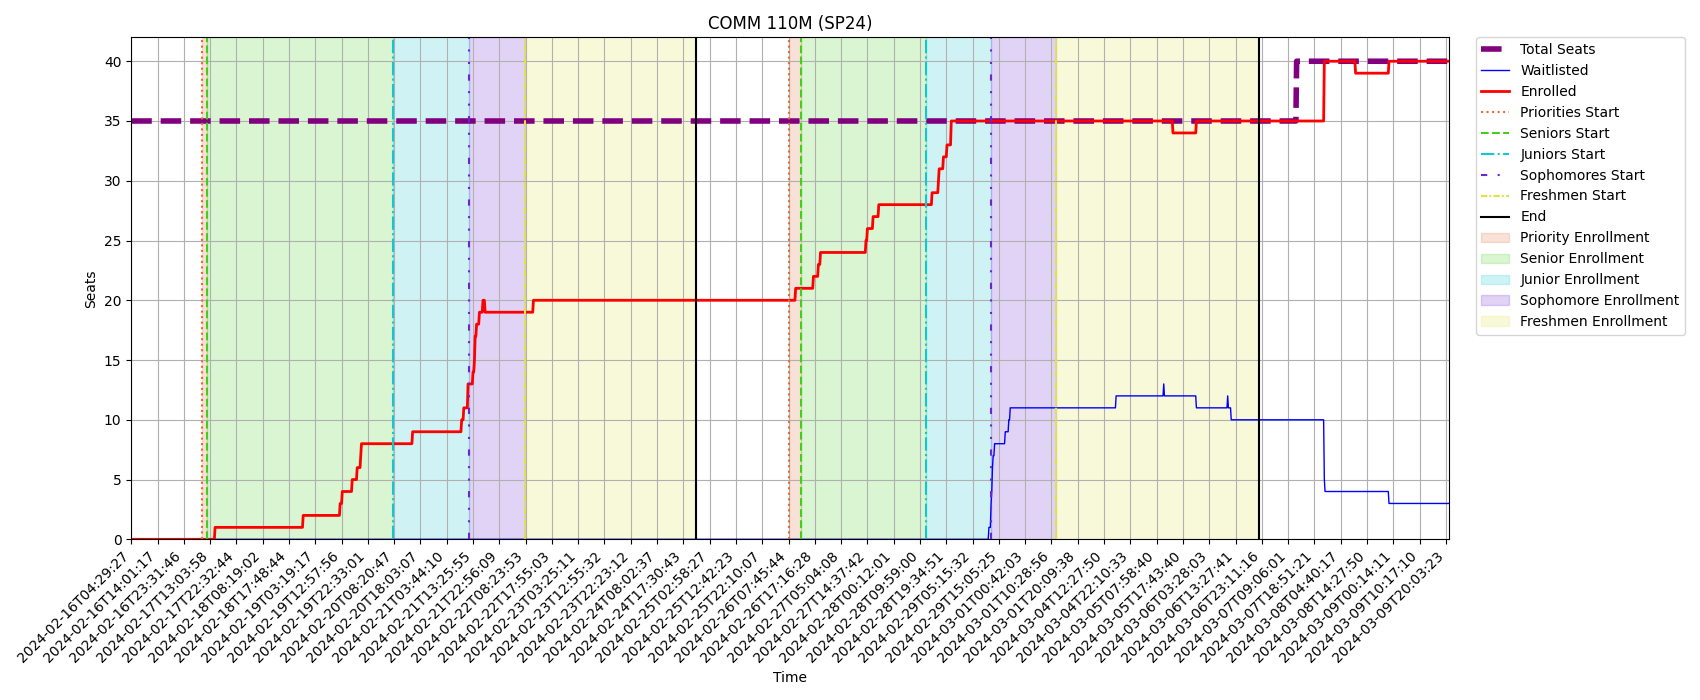 COMM 110M (SP24)
Seats
40
35
30
25
20
15
10
5
0
2024-02-16T04:29:27
2024-02-16T14:01:17
2024-02-16T23:31:46
2024-02-17T13:03:58
2024-02-17T22:32:44
2024-02-18T08:19:02
2024-02-18T17:48:44
2024-02-19T03:19:17
2024-02-19T12:57:56
2024-02-19T22:33:01
2024-02-20T08:20:47
2024-02-20T18:03:07
2024-02-21T03:44:10
2024-02-21T13:25:55
2024-02-21T22:56:09
2024-02-22T08:23:53
2024-02-22T17:55:03
2024-02-23T03:25:11
2024-02-23T12:55:32
2024-02-23T22:23:12
2024-02-24T08:02:37
2024-02-24T17:30:43
2024-02-25T02:58:27
2024-02-25T12:42:23
2024-02-25T22:10:07
2024-02-26T07:45:44
2024-02-26T17:16:28
2024-02-27T05:04:08
2024-02-27T14:37:42
2024-02-28T00:12:01
2024-02-28T09:59:00
2024-02-28T19:34:51
2024-02-29T05:15:32
2024-02-29T15:05:25
2024-03-01T00:42:03
2024-03-01T10:28:56
2024-03-01T20:09:38
2024-03-04T12:27:50
2024-03-04T22:10:33
2024-03-05T07:58:40
2024-03-05T17:43:40
2024-03-06T03:28:03
2024-03-06T13:27:41
2024-03-06T23:11:16
2024-03-07T09:06:01
2024-03-07T18:51:21
2024-03-08T04:40:17
2024-03-08T14:27:50
2024-03-09T00:14:11
2024-03-09T10:17:10
2024-03-09T20:03:23
Time
Total Seats
Waitlisted
Enrolled
Priorities Start
Seniors Start
Juniors Start
Sophomores Start
Freshmen Start
End
Priority Enrollment
Senior Enrollment
Junior Enrollment
Sophomore Enrollment
Freshmen Enrollment